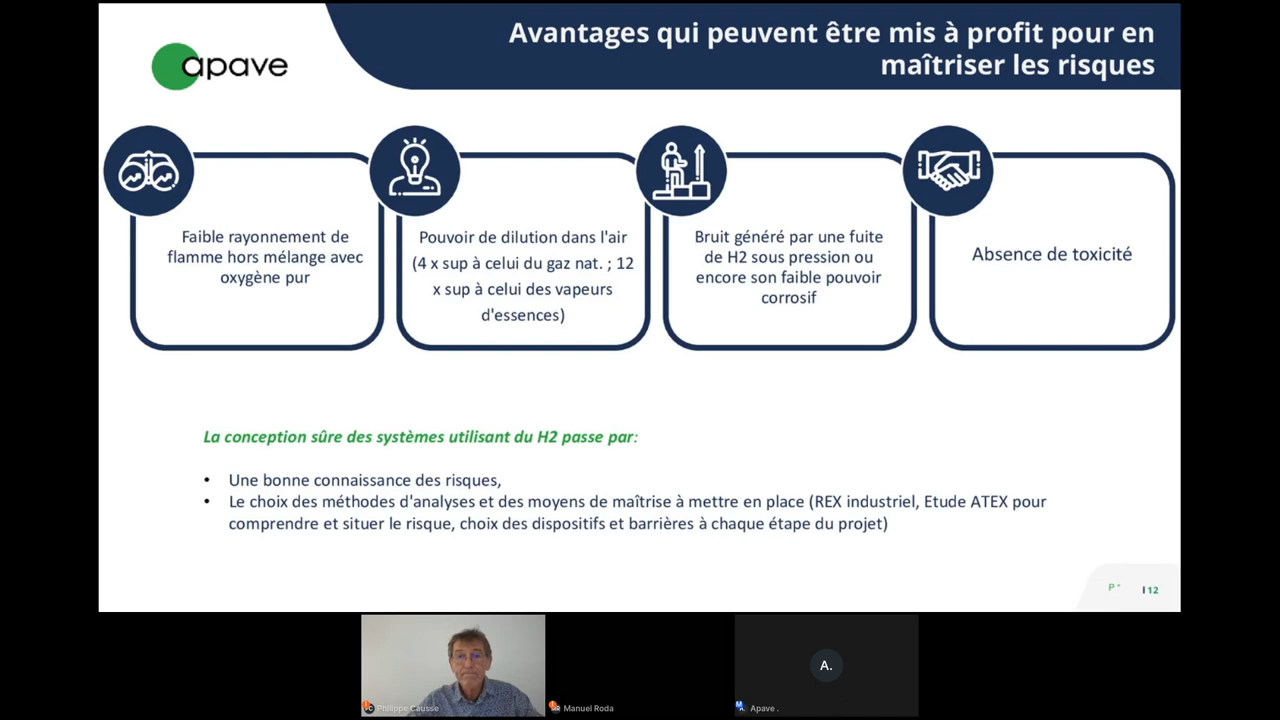 apave
Avantages qui peuvent être mis à profit pour en
maîtriser les risques
Faible rayonnement de
flamme hors mélange avec
oxygène pur
Pouvoir de dilution dans l'air
(4 x sup à celui du gaz nat. ; 12
x sup à celui des vapeurs
d'essences)
Bruit généré par une fuite
de H2 sous pression ou
encore son faible pouvoir
corrosif
Absence de toxicité
La conception sûre des systèmes utilisant du H2 passe par:
• Une bonne connaissance des risques,
• Le choix des méthodes d'analyses et des moyens de maîtrise à mettre en place (REX industriel, Etude ATEX pour
comprendre et situer le risque, choix des dispositifs et barrières à chaque étape du projet)
12
A.
Philippe Causse
Manuel Roda
Apave .